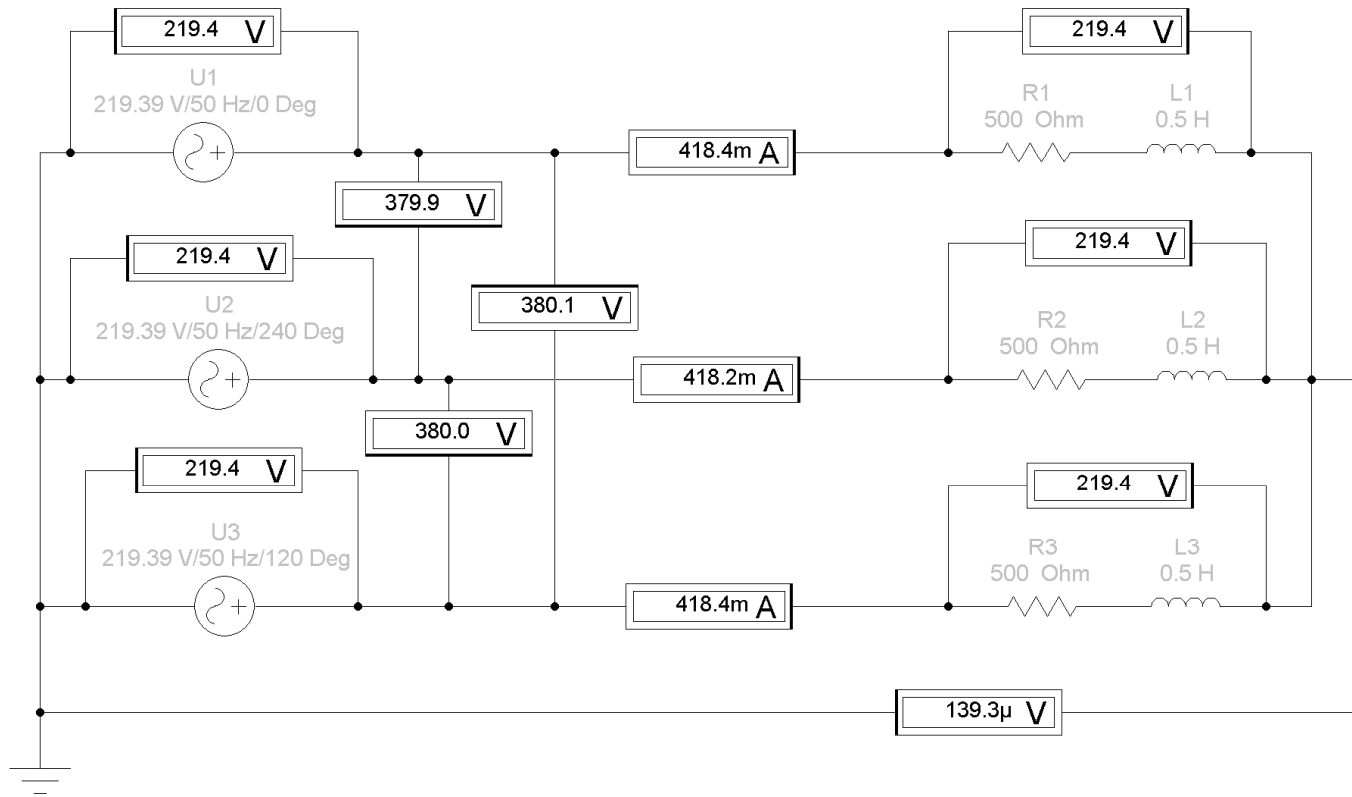 219.4 V
219.4 V
U1
219.39 V/50 Hz/0 Deg
R1
500 Ohm
L1
0.5 H
418.4m A
379.9 V
219.4 V
219.4 V
380.1 V
U2
219.39 V/50 Hz/240 Deg
R2
500 Ohm
L2
0.5 H
418.2m A
380.0 V
219.4 V
219.4 V
U3
219.39 V/50 Hz/120 Deg
R3
500 Ohm
L3
0.5 H
418.4m A
139.3µ V